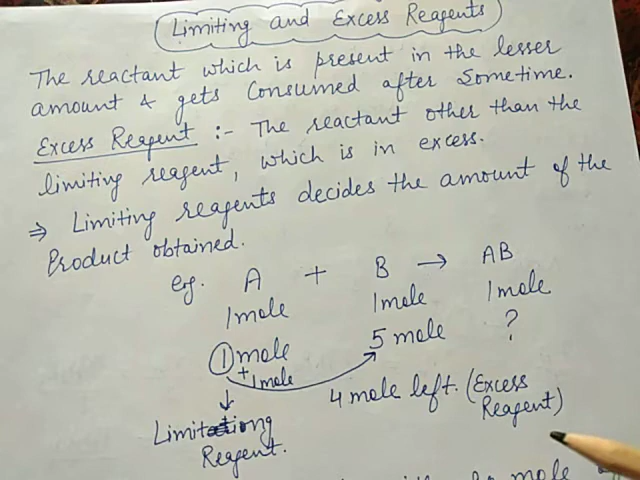 Limiting and Excess Reagents
The reactant which is present in the lesser
amount & gets Consumed after Sometime.
Excess Reagent :- The reactant other than the
limiting reagent, which is in excess.
⇒ Limiting reagents decides the amount of the
Product obtained.
eg. A + B → AB
1 mole 1 mole 1 mole
1 mole 5 mole ?
+ 1 mole
4 mole left. (Excess
Reagent)
Limiting
Reagent.
mole